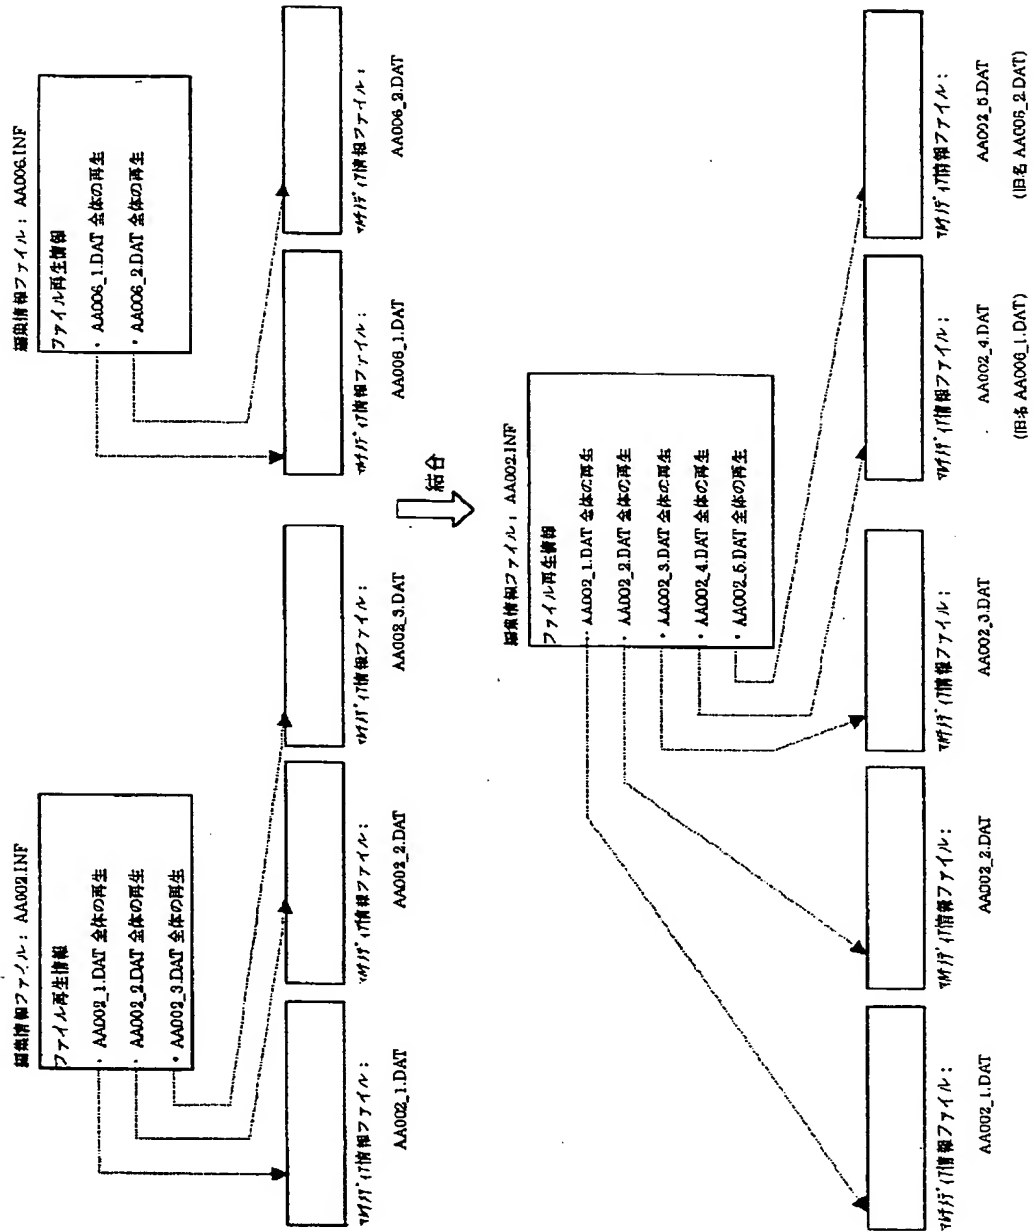 編集情報ファイル: AA002.INF
ファイル再生情報
・AA002_1.DAT 全体の再生
・AA002_2.DAT 全体の再生
・AA002_3.DAT 全体の再生
マルチメディア情報ファイル:
AA002_1.DAT
マルチメディア情報ファイル:
AA002_2.DAT
マルチメディア情報ファイル:
AA002_3.DAT
編集情報ファイル: AA006.INF
ファイル再生情報
・AA006_1.DAT 全体の再生
・AA006_2.DAT 全体の再生
マルチメディア情報ファイル:
AA006_1.DAT
マルチメディア情報ファイル:
AA006_2.DAT
結合
編集情報ファイル: AA002.INF
ファイル再生情報
・AA002_1.DAT 全体の再生
・AA002_2.DAT 全体の再生
・AA002_3.DAT 全体の再生
・AA002_4.DAT 全体の再生
・AA002_5.DAT 全体の再生
マルチメディア情報ファイル:
AA002_1.DAT
マルチメディア情報ファイル:
AA002_2.DAT
マルチメディア情報ファイル:
AA002_3.DAT
マルチメディア情報ファイル:
AA002_4.DAT
(旧名 AA006_1.DAT)
マルチメディア情報ファイル:
AA002_5.DAT
(旧名 AA006_2.DAT)